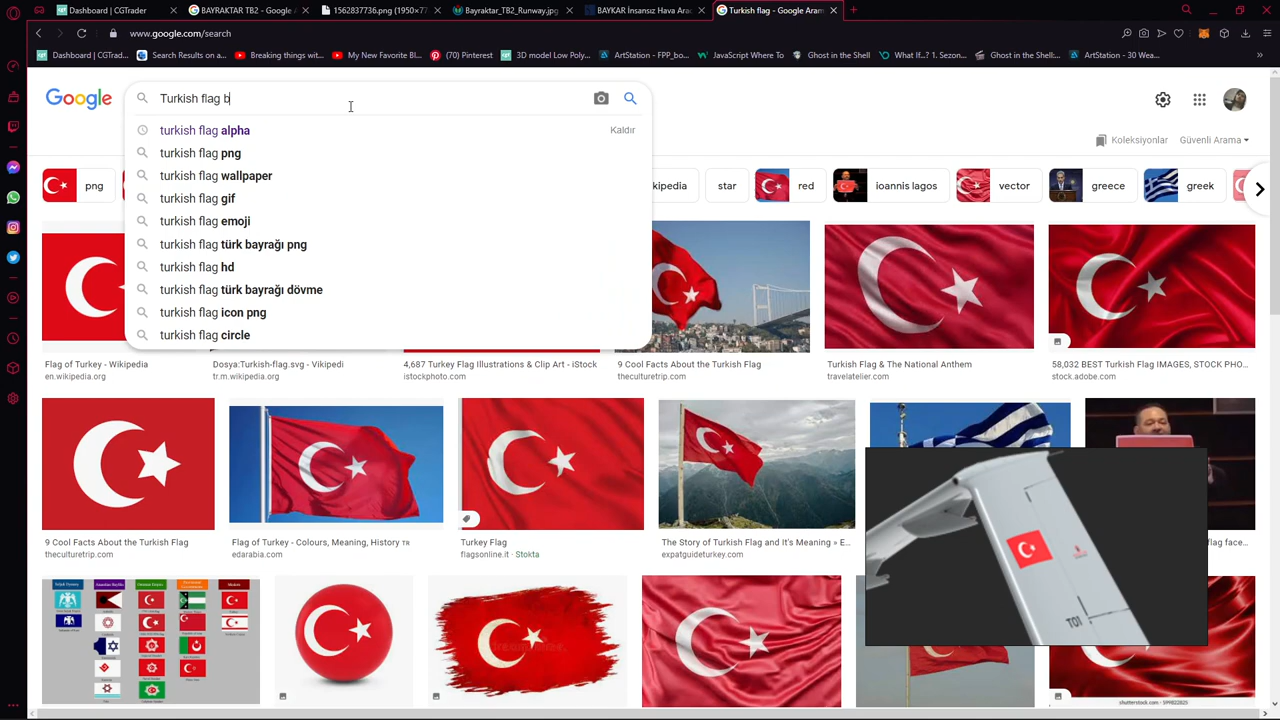 Dashboard | CGTrader
BAYRAKTAR TB2 - Google A
1562837736.png (1950×77
Bayraktar_TB2_Runway.jpg
BAYKAR İnsansız Hava Arac
Turkish flag - Google Aram
www.google.com/search
Dashboard | CGTrad...
Search Results on a...
Breaking things wi...
My New Favorite Bl...
(70) Pinterest
3D model Low Poly...
ArtStation - FPP_bo...
JavaScript Where To
Ghost in the Shell
What If...? 1. Sezon...
Ghost in the Shell:...
ArtStation - 30 Wea...
Google
Turkish flag b
turkish flag alpha
Kaldır
turkish flag png
turkish flag wallpaper
turkish flag gif
turkish flag emoji
turkish flag türk bayrağı png
turkish flag hd
turkish flag türk bayrağı dövme
turkish flag icon png
turkish flag circle
Koleksiyonlar
Güvenli Arama
png
kipedia
star
red
ioannis lagos
vector
greece
greek
Flag of Turkey - Wikipedia
en.wikipedia.org
Dosya:Turkish-flag.svg - Vikipedi
tr.m.wikipedia.org
4,687 Turkey Flag Illustrations & Clip Art - iStock
istockphoto.com
9 Cool Facts About the Turkish Flag
theculturetrip.com
Turkish Flag & The National Anthem
travelatelier.com
58,032 BEST Turkish Flag IMAGES, STOCK PHO...
stock.adobe.com
9 Cool Facts About the Turkish Flag
theculturetrip.com
Flag of Turkey - Colours, Meaning, History TR
edarabia.com
Turkey Flag
flagsonline.it · Stokta
The Story of Turkish Flag and It's Meaning » E...
expatguideturkey.com
flag face...
T01
shutterstock.com